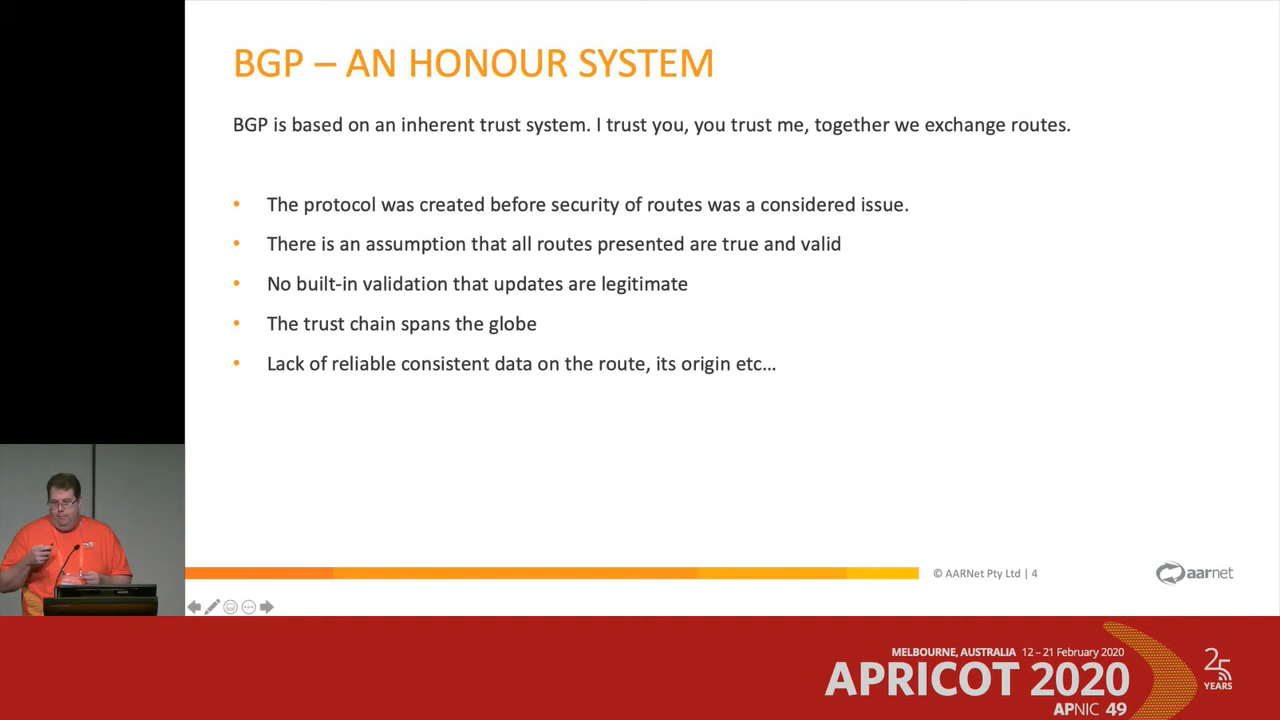 BGP – AN HONOUR SYSTEM
BGP is based on an inherent trust system. I trust you, you trust me, together we exchange routes.
• The protocol was created before security of routes was a considered issue.
• There is an assumption that all routes presented are true and valid
• No built-in validation that updates are legitimate
• The trust chain spans the globe
• Lack of reliable consistent data on the route, its origin etc…
© AARNet Pty Ltd | 4
aarnet
MELBOURNE, AUSTRALIA 12 – 21 February 2020
APRICOT 2020
APNIC 49
25
YEARS